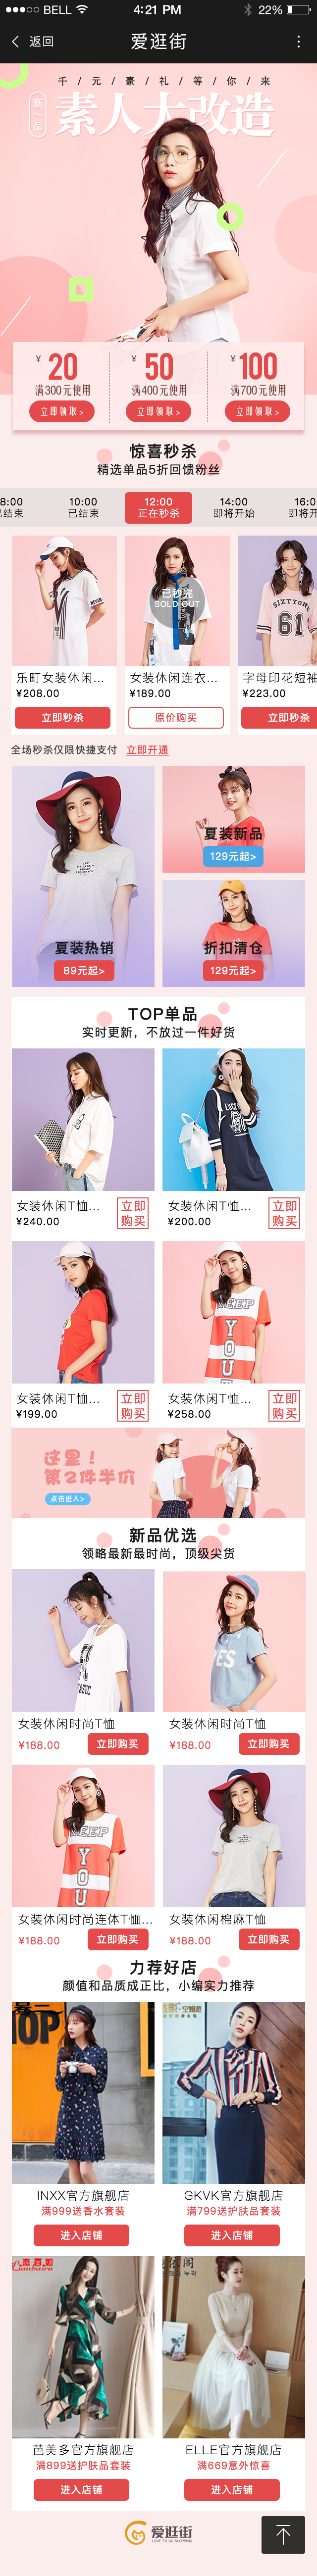 BELL
4:21 PM
22%
返回
爱逛街
千元豪礼等你来
新/品
素人大改造
¥20
¥50
¥100
满300元使用
满400元使用
满700元使用
立即领取>
立即领取>
立即领取>
惊喜秒杀
精选单品5折回馈粉丝
8:00
10:00
12:00
14:00
16:0
已结束
已结束
正在秒杀
即将开始
即将开
已秒完
SOLD OUT
SIXTYONE
61
乐町女装休闲...
女装休闲连衣...
字母印花短袖
¥208.00
¥189.00
¥223.00
立即秒杀
原价购买
立即秒杀
全场秒杀仅限快捷支付 立即开通
夏装热销
89元起>
夏装新品
129元起>
折扣清仓
129元起>
TOP单品
实时更新，不放过一件好货
女装休闲T恤...
立即购买
¥240.00
女装休闲T恤...
立即购买
¥200.00
KEEP
YOU
女装休闲T恤...
立即购买
¥199.00
女装休闲T恤...
立即购买
¥258.00
这里！
第2件半价
点击进入>
新品优选
领略最新最时尚，顶级尖货
YES
女装休闲时尚T恤
女装休闲时尚T恤
¥188.00
立即购买
¥188.00
立即购买
KEEP
YOU
女装休闲时尚连体T恤...
女装休闲棉麻T恤
¥188.00
立即购买
¥188.00
立即购买
力荐好店
颜值和品质成正比，小编实力推荐
INXX官方旗舰店
GKVK官方旗舰店
满999送香水套装
满799送护肤品套装
进入店铺
进入店铺
芭美多官方旗舰店
ELLE官方旗舰店
满899送护肤品套装
满669意外惊喜
进入店铺
进入店铺
爱逛街
LOVE TO GO SHOPPING